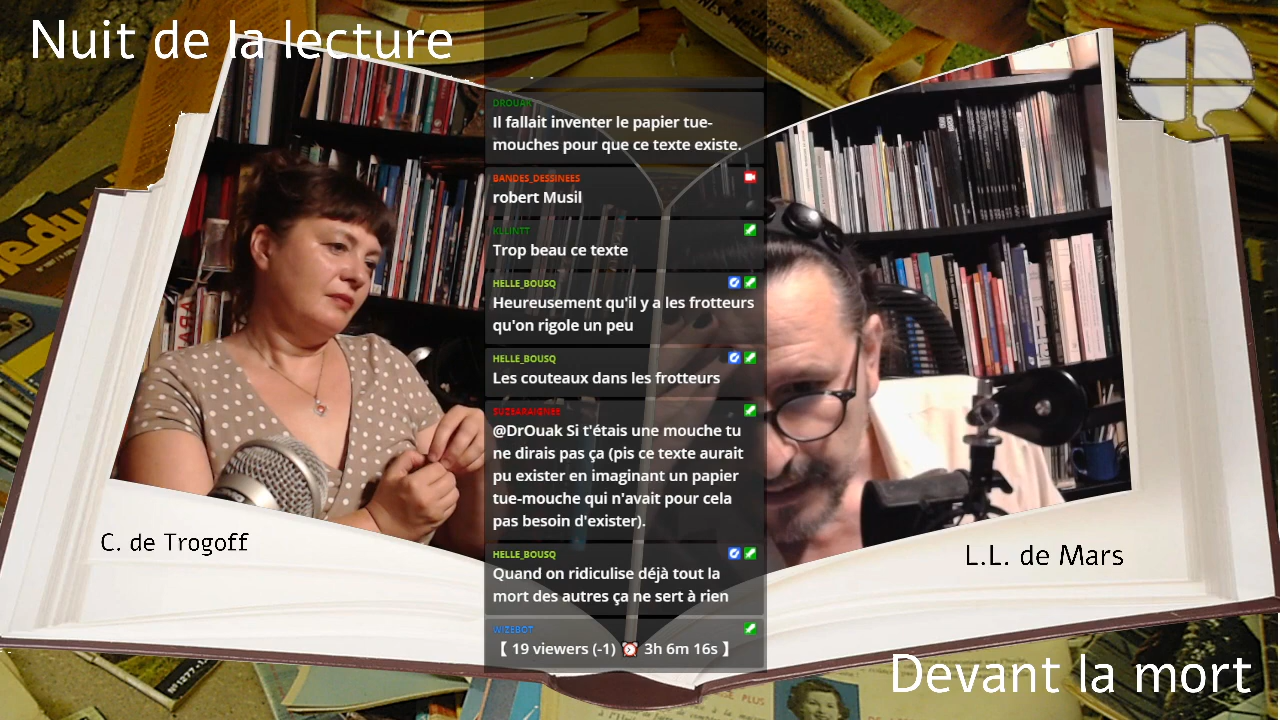 Nuit de la lecture
DROUAK
Il fallait inventer le papier tue-
mouches pour que ce texte existe.
BANDES_DESSINEES
robert Musil
KLLINTT
Trop beau ce texte
HELLE_BOUSQ
Heureusement qu'il y a les frotteurs
qu'on rigole un peu
HELLE_BOUSQ
Les couteaux dans les frotteurs
SUZEARAIGNEE
@DrOuak Si t'étais une mouche tu
ne dirais pas ça (pis ce texte aurait
pu exister en imaginant un papier
tue-mouche qui n'avait pour cela
pas besoin d'exister).
HELLE_BOUSQ
Quand on ridiculise déjà tout la
mort des autres ça ne sert à rien
WIZEBOT
【 19 viewers (-1) ⏰ 3h 6m 16s 】
C. de Trogoff
L.L. de Mars
Devant la mort